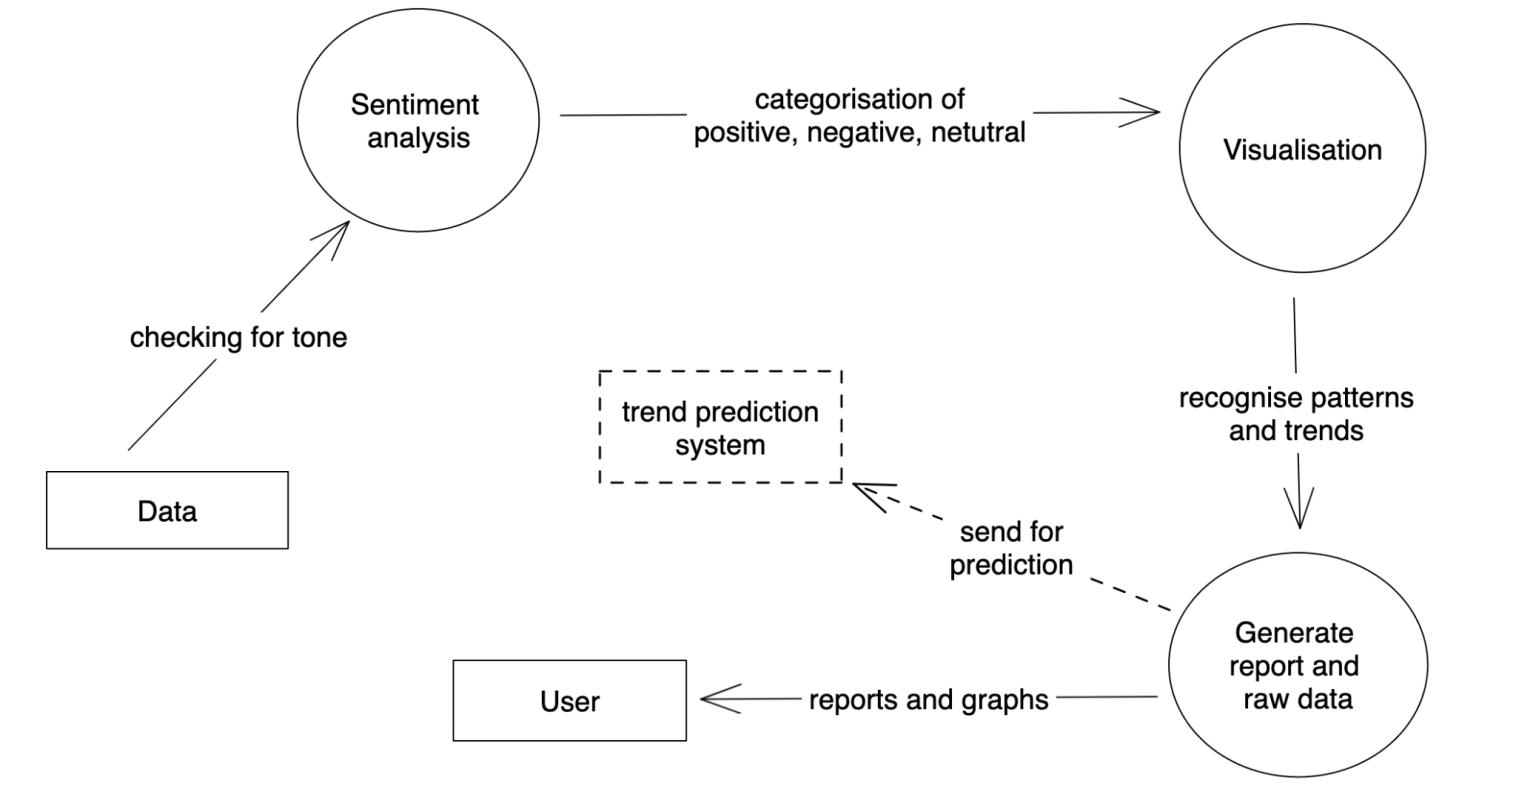 Sentiment
analysis
categorisation of
positive, negative, netutral
Visualisation
checking for tone
recognise patterns
and trends
trend prediction
system
Data
send for
prediction
Generate
report and
raw data
User
reports and graphs